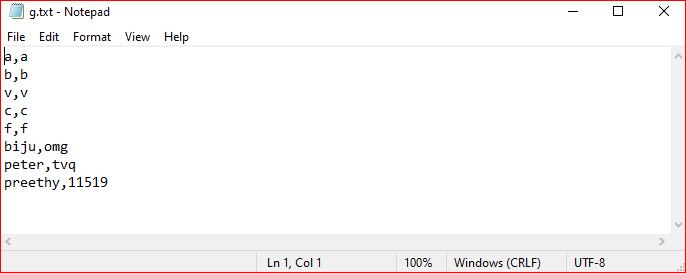 g.txt - Notepad
File Edit Format View Help
a,a
b,b
v,v
c,c
f,f
biju,omg
peter,tvq
preethy,11519
Ln 1, Col 1 100% Windows (CRLF) UTF-8